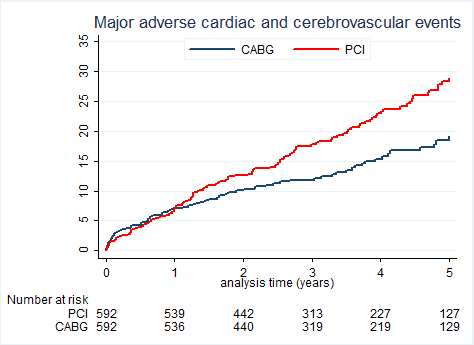 Major adverse cardiac and cerebrovascular events
CABG PCI
35
30
25
20
15
10
5
0
0 1 2 3 4 5
analysis time (years)
Number at risk
PCI 592 539 442 313 227 127
CABG 592 536 440 319 219 129